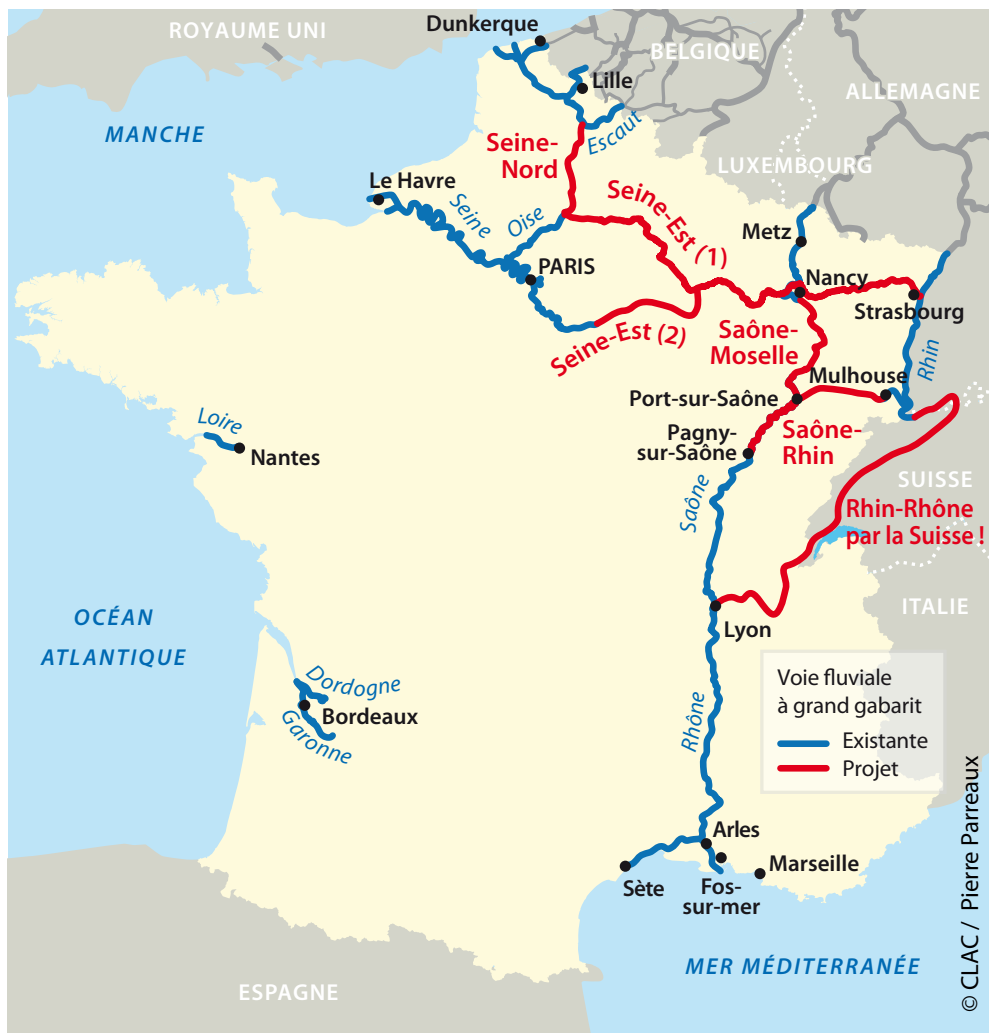 ROYAUME UNI
Dunkerque
BELGIQUE
Lille
ALLEMAGNE
MANCHE
Escaut
Seine-
Nord
LUXEMBOURG
Le Havre
Seine
Oise
Seine-Est (1)
Metz
PARIS
Nancy
Strasbourg
Seine-Est (2)
Saône-
Moselle
Rhin
Mulhouse
Port-sur-Saône
Saône-
Rhin
Pagny-
sur-Saône
Loire
Nantes
Saône
SUISSE
Rhin-Rhône
par la Suisse !
OCÉAN
ATLANTIQUE
ITALIE
Lyon
Dordogne
Bordeaux
Garonne
Rhône
Voie fluviale
à grand gabarit
Existante
Projet
Arles
Marseille
Sète
Fos-
sur-mer
MER MÉDITERRANÉE
ESPAGNE
© CLAC / Pierre Parreaux